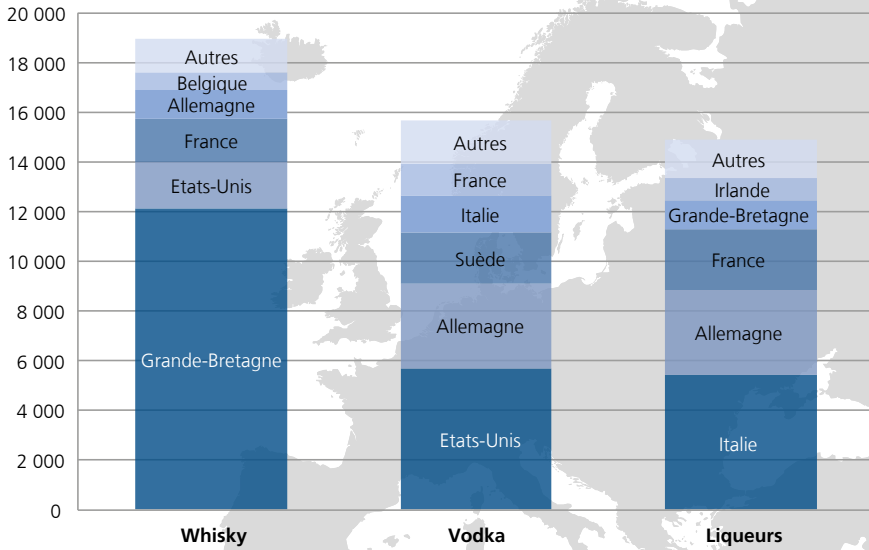 20 000
18 000
16 000
14 000
12 000
10 000
8 000
6 000
4 000
2 000
0
Autres
Belgique
Allemagne
France
Etats-Unis
Grande-Bretagne
Whisky
Autres
France
Italie
Suède
Allemagne
Etats-Unis
Vodka
Autres
Irlande
Grande-Bretagne
France
Allemagne
Italie
Liqueurs